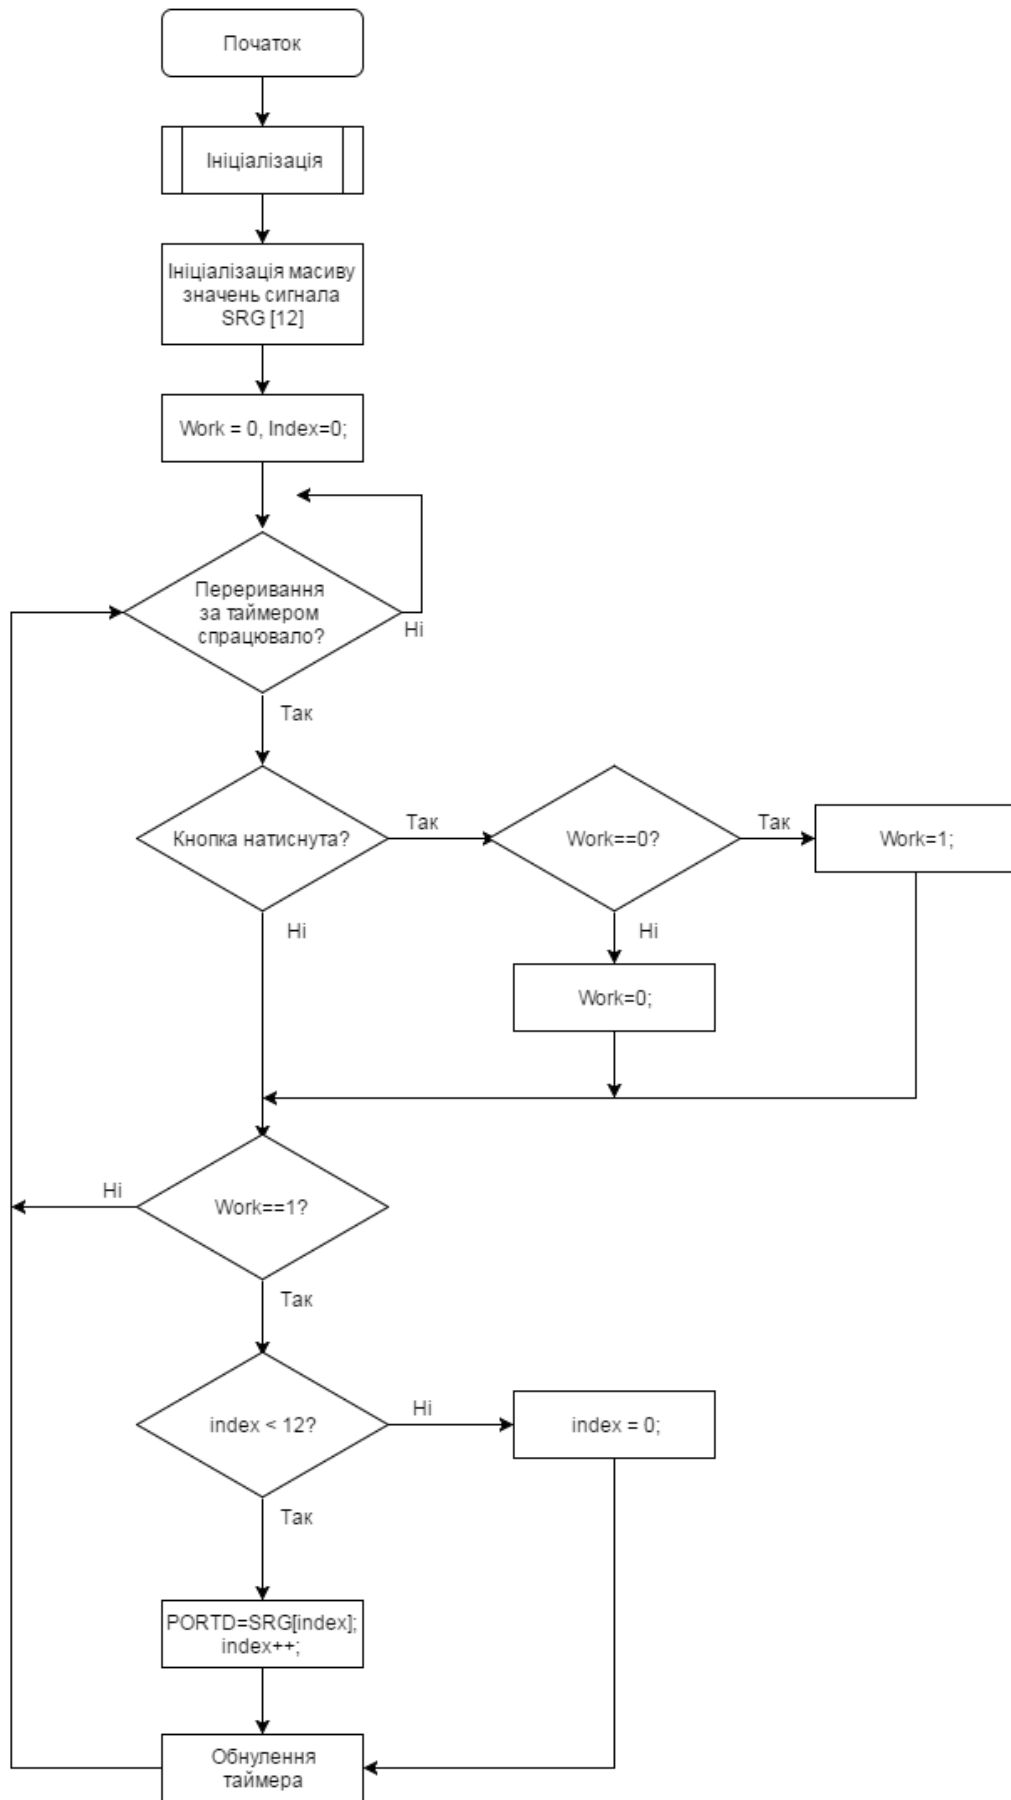 Початок
Ініціалізація
Ініціалізація масиву
значень сигнала
SRG [12]
Work = 0, Index=0;
Переривання
за таймером
спрацювало?
Ні
Так
Кнопка натиснута?
Так
Work==0?
Так
Work=1;
Ні
Ні
Work=0;
Ні
Work==1?
Так
index < 12?
Ні
index = 0;
Так
PORTD=SRG[index];
index++;
Обнулення
таймера